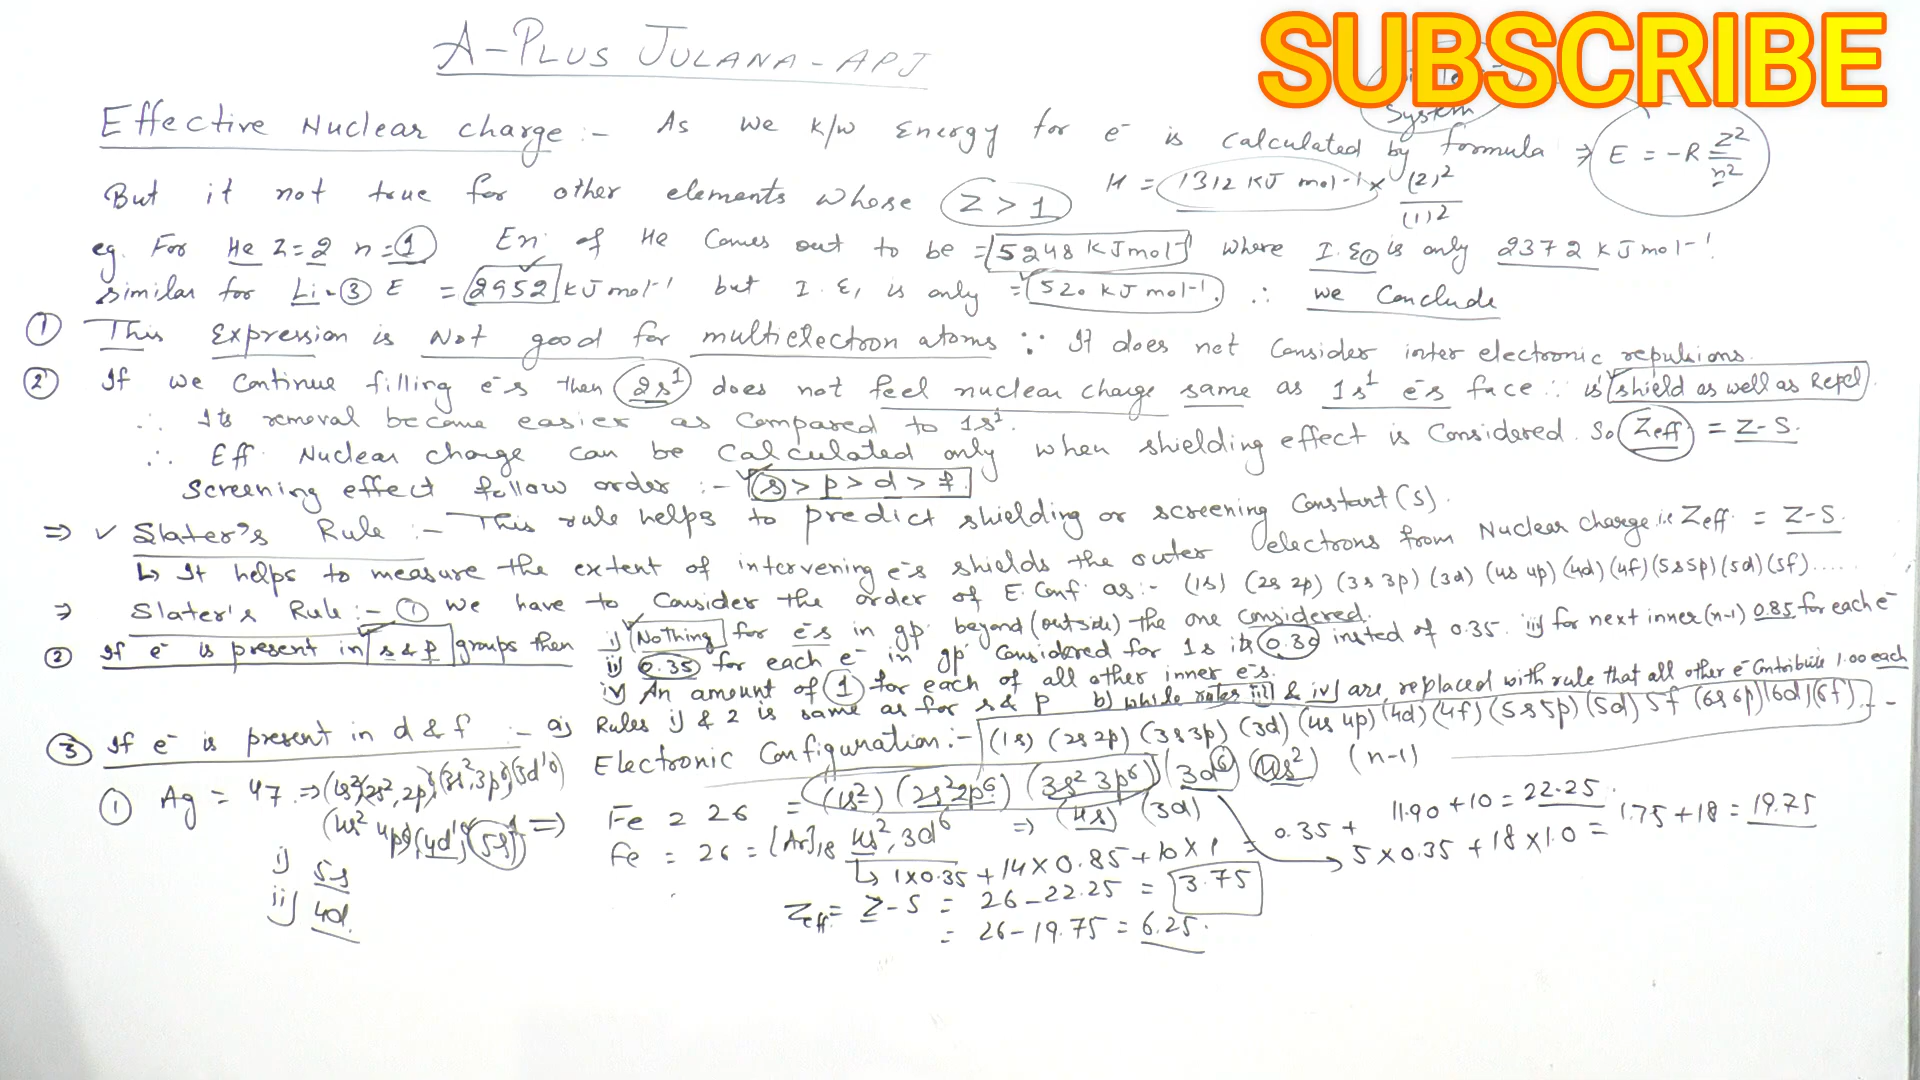 A-PLUS JULANA-APJ
SUBSCRIBE
System
Effective Nuclear charge :- As we k/w Energy for e⁻ is calculated by formula ⇒ E = -R Z²/n²
But it not true for other elements whose Z > 1 H = 1312 KJ mol-1 × (2)²/(1)²
eg. For He Z=2 n=1 En of He Comes out to be = 5248 KJmol⁻¹ where I.E① is only 2372 KJmol-1.
similar for Li-③ E = 2952 KJmol-1 but I.E₁ is only = 520 KJ mol-1. ∴ we Conclude
① This Expression is Not good for multielectron atoms ∵ It does not Consider inter electronic repulsions.
② If we continue filling e⁻s then 2s¹ does not feel nuclear charge same as 1s¹ e⁻s face ∴ is shield as well as Repel.
∴ Its removal become easier as Compared to 1s¹.
∴ Eff. Nuclear charge can be Calculated only when shielding effect is Considered. So Zeff = Z-S.
Screening effect follow order :- s > p > d > f
⇒ ✓ Slater's Rule :- This rule helps to predict shielding or screening Constant (S).
↳ It helps to measure the extent of intervening e⁻s shields the outer electrons from Nuclear charge i.e Zeff = Z-S.
⇒ Slater's Rule :- ① We have to Consider the order of E. Conf as :- (1s) (2s 2p) (3s 3p) (3d) (4s 4p) (4d) (4f) (5s5p) (5d) (5f).....
② If e⁻ is present in s & p groups then i) Nothing for e⁻s in gp beyond (outside) the one considered.
ii) 0.35 for each e⁻ in gp Considered for 1s it's 0.30 insted of 0.35. iii) for next inner (n-1) 0.85 for each e⁻
iv) An amount of 1 for each of all other inner e⁻s.
③ If e⁻ is present in d & f :- a) Rules i) & 2 is same as for s & p b) while rules iii) & iv) are replaced with rule that all other e⁻ Contribute 1.00 each
Electronic Configuration :- (1s) (2s2p) (3s3p) (3d) (4s 4p) (4d) (4f) (5s5p) (5d) 5f (6s 6p) (6d) (6f). -
① Ag = 47 ⇒ (1s²)(2s², 2p⁶)(3s², 3p⁶)(3d¹⁰)
(4s² 4p⁶)(4d¹⁰)(5s)¹ ⇒
i) 5s
ii) 4d.
Fe = 26 = (1s²) (2s²2p⁶) (3s² 3p⁶) (3d⁶) (4s²) (n-1)
Fe = 26 = [Ar]₁₈ 4s², 3d⁶ ⇒ (4s) (3d)
↳ 1×0.35 + 14×0.85 + 10×1 = 0.35 + 11.90 + 10 = 22.25.
5×0.35 + 18×1.0 = 1.75 + 18 = 19.75
Zeff = Z-S = 26-22.25 = 3.75
= 26-19.75 = 6.25.